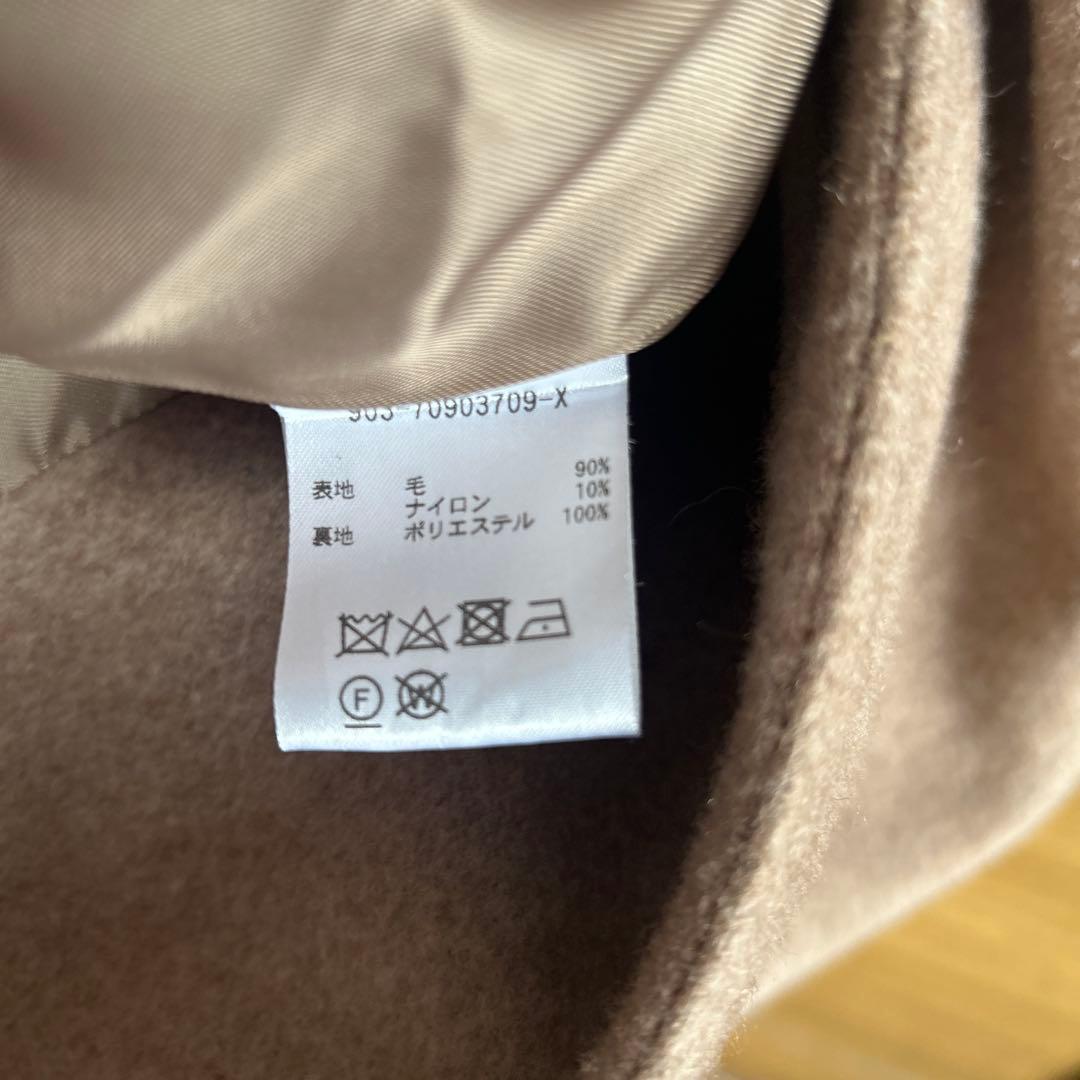 903-70903709-X
表地 毛 90%
ナイロン 10%
裏地 ポリエステル 100%
F W